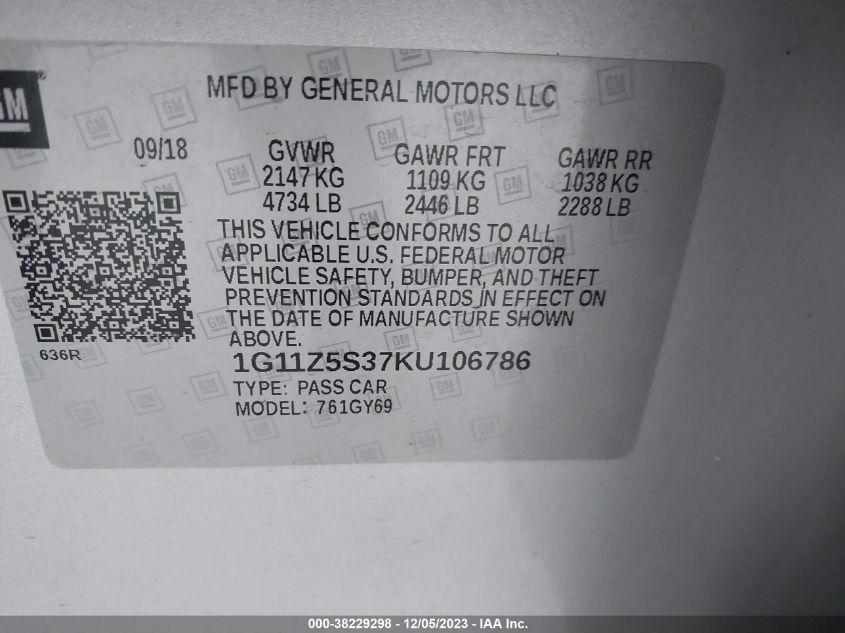 GM
MFD BY GENERAL MOTORS LLC
09/18 GVWR GAWR FRT GAWR RR
2147 KG 1109 KG 1038 KG
4734 LB 2446 LB 2288 LB
THIS VEHICLE CONFORMS TO ALL
APPLICABLE U.S. FEDERAL MOTOR
VEHICLE SAFETY, BUMPER, AND THEFT
PREVENTION STANDARDS IN EFFECT ON
THE DATE OF MANUFACTURE SHOWN
ABOVE.
636R
1G11Z5S37KU106786
TYPE: PASS CAR
MODEL: 761GY69
000-38229298 - 12/05/2023 - IAA Inc.